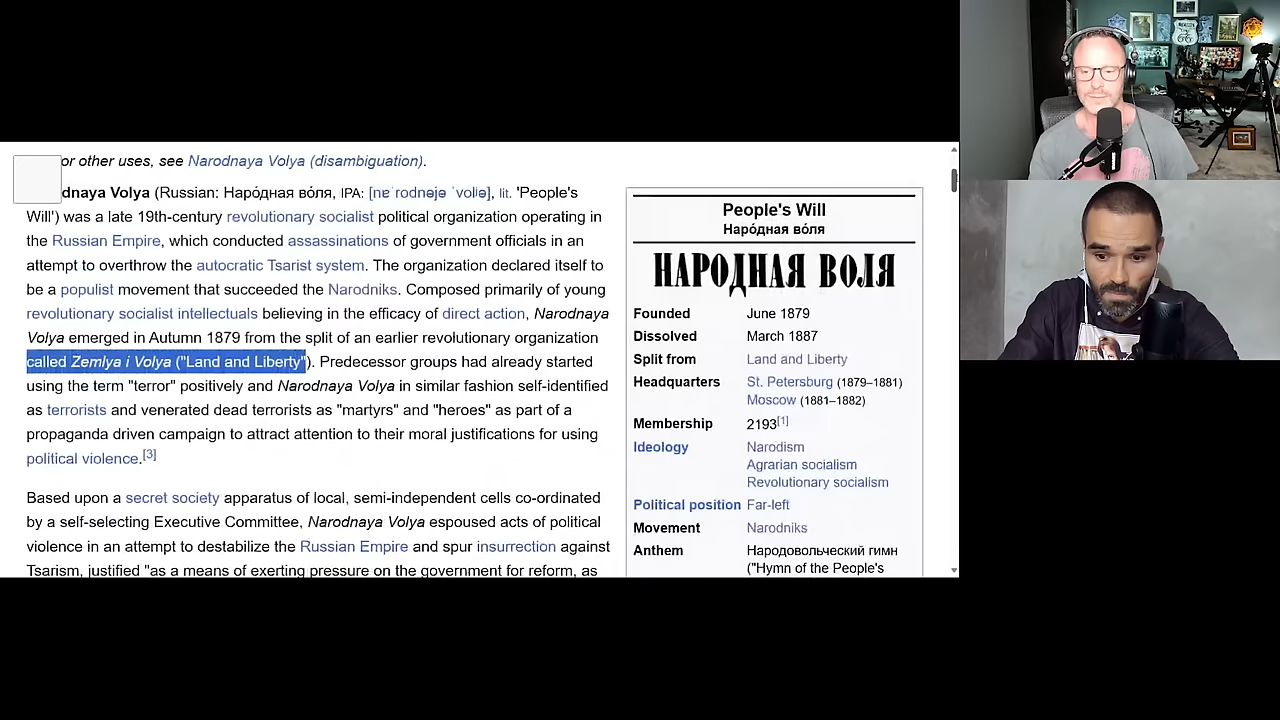 or other uses, see Narodnaya Volya (disambiguation).
dnaya Volya (Russian: Наро́дная во́ля, IPA: [nɐˈrodnəjə ˈvolʲə], lit. 'People's
Will') was a late 19th-century revolutionary socialist political organization operating in
the Russian Empire, which conducted assassinations of government officials in an
attempt to overthrow the autocratic Tsarist system. The organization declared itself to
be a populist movement that succeeded the Narodniks. Composed primarily of young
revolutionary socialist intellectuals believing in the efficacy of direct action, Narodnaya
Volya emerged in Autumn 1879 from the split of an earlier revolutionary organization
called Zemlya i Volya ("Land and Liberty"). Predecessor groups had already started
using the term "terror" positively and Narodnaya Volya in similar fashion self-identified
as terrorists and venerated dead terrorists as "martyrs" and "heroes" as part of a
propaganda driven campaign to attract attention to their moral justifications for using
political violence.[3]
Based upon a secret society apparatus of local, semi-independent cells co-ordinated
by a self-selecting Executive Committee, Narodnaya Volya espoused acts of political
violence in an attempt to destabilize the Russian Empire and spur insurrection against
Tsarism, justified "as a means of exerting pressure on the government for reform, as
People's Will
Наро́дная во́ля
НАРОДНАЯ ВОЛЯ
Founded June 1879
Dissolved March 1887
Split from Land and Liberty
Headquarters St. Petersburg (1879–1881)
Moscow (1881–1882)
Membership 2193[1]
Ideology Narodism
Agrarian socialism
Revolutionary socialism
Political position Far-left
Movement Narodniks
Anthem Народовольческий гимн
("Hymn of the People's